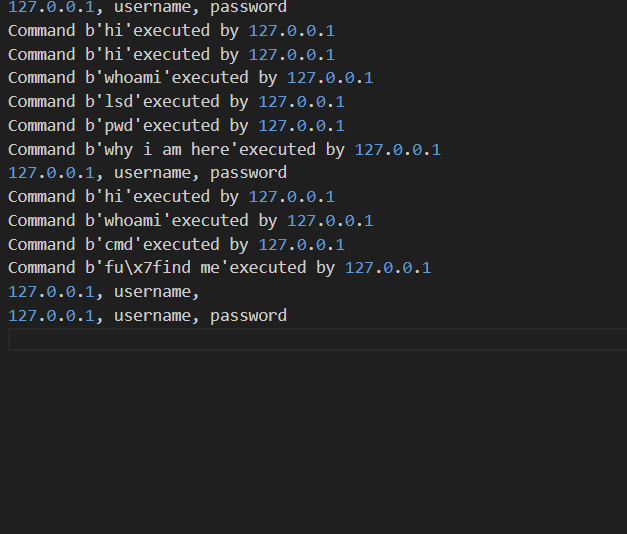 127.0.0.1, username, password
Command b'hi'executed by 127.0.0.1
Command b'hi'executed by 127.0.0.1
Command b'whoami'executed by 127.0.0.1
Command b'lsd'executed by 127.0.0.1
Command b'pwd'executed by 127.0.0.1
Command b'why i am here'executed by 127.0.0.1
127.0.0.1, username, password
Command b'hi'executed by 127.0.0.1
Command b'whoami'executed by 127.0.0.1
Command b'cmd'executed by 127.0.0.1
Command b'fu\x7find me'executed by 127.0.0.1
127.0.0.1, username,
127.0.0.1, username, password